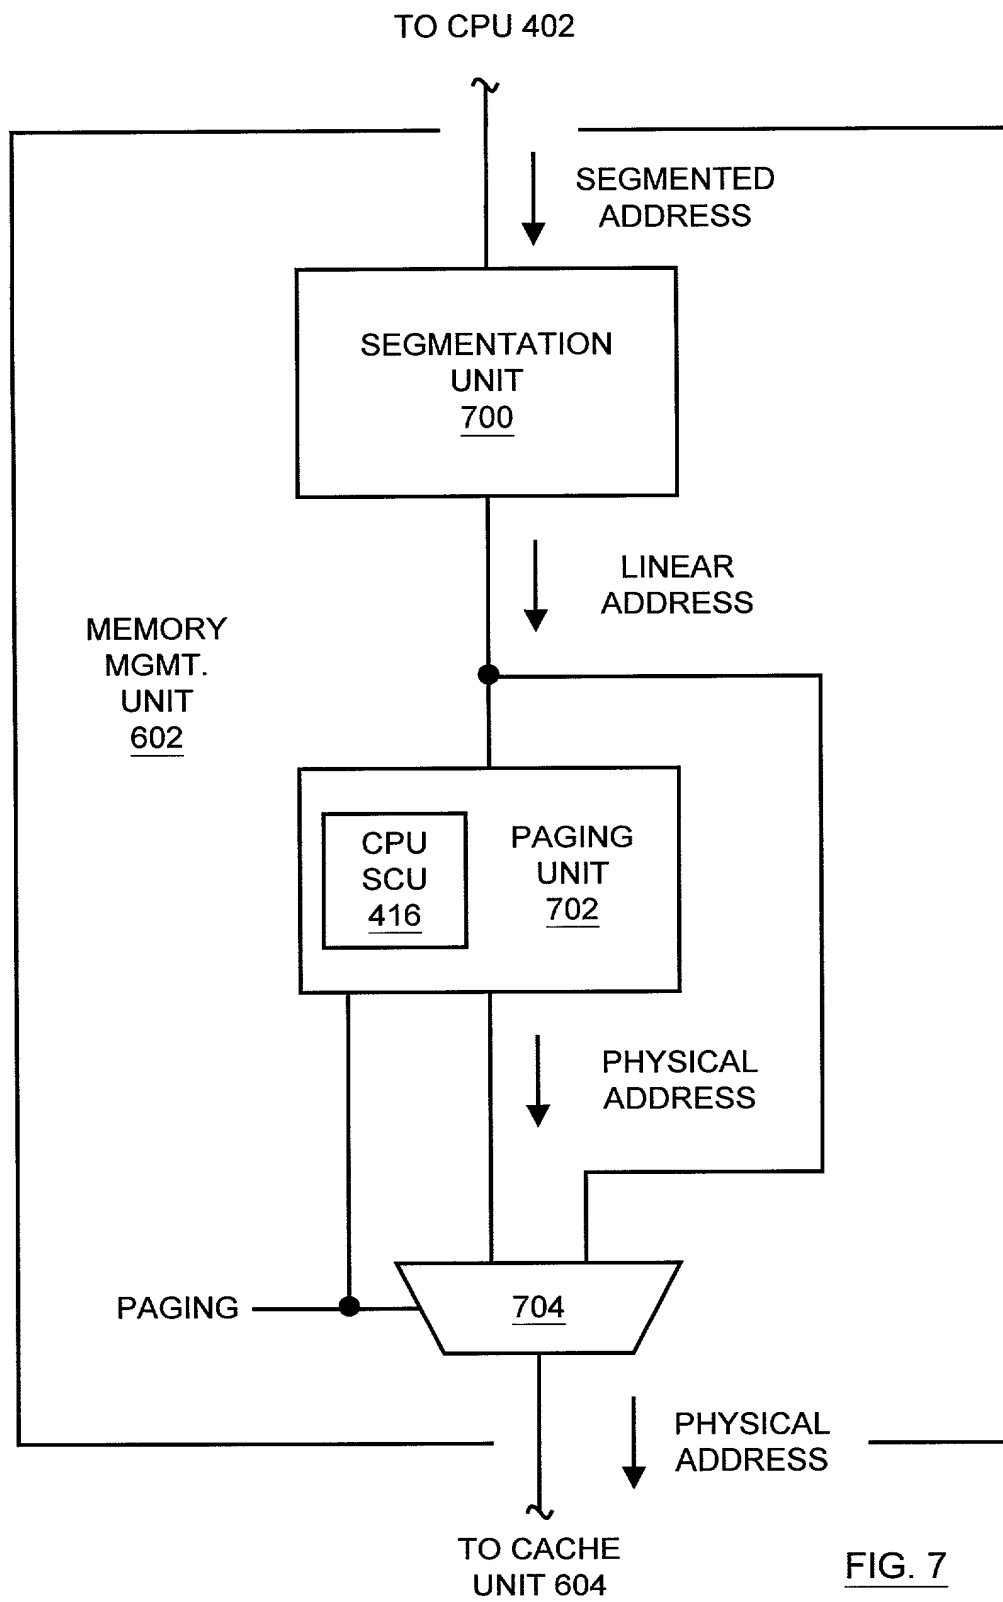 TO CPU 402
SEGMENTED
ADDRESS
SEGMENTATION
UNIT
700
LINEAR
ADDRESS
MEMORY
MGMT.
UNIT
602
CPU
SCU
416
PAGING
UNIT
702
PHYSICAL
ADDRESS
PAGING
704
PHYSICAL
ADDRESS
TO CACHE
UNIT 604
FIG. 7